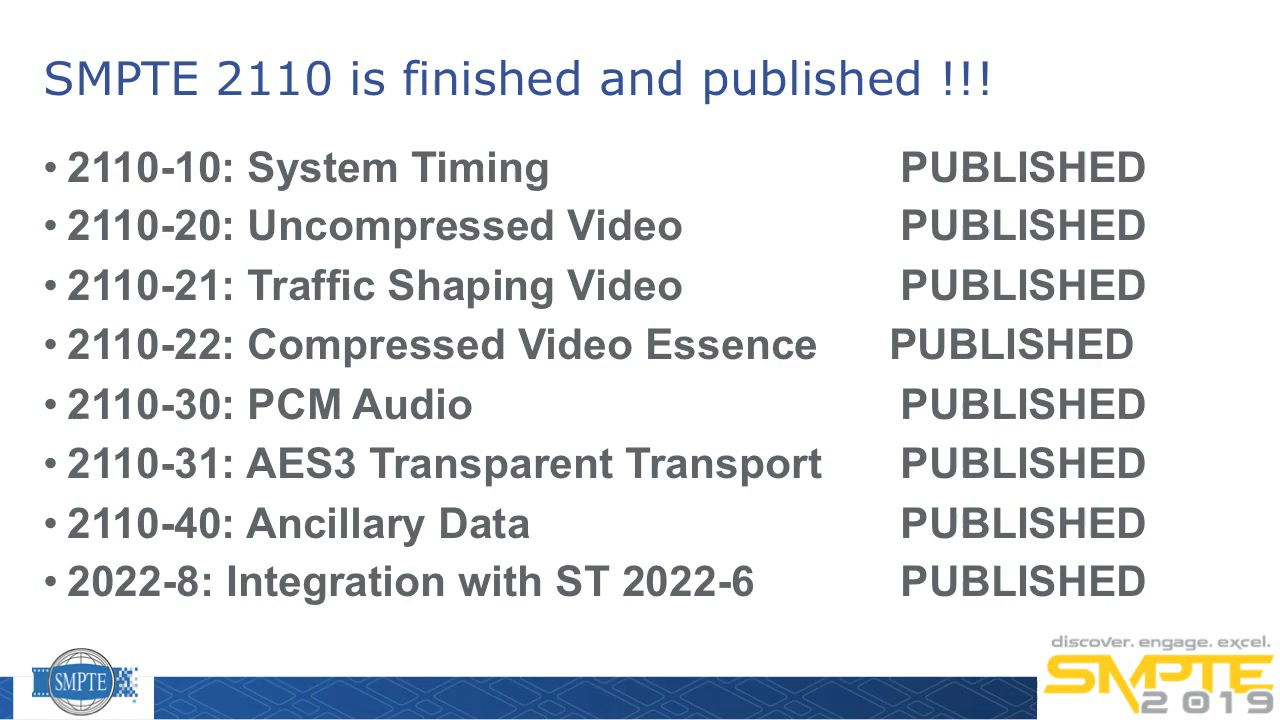 SMPTE 2110 is finished and published !!!
• 2110-10: System Timing PUBLISHED
• 2110-20: Uncompressed Video PUBLISHED
• 2110-21: Traffic Shaping Video PUBLISHED
• 2110-22: Compressed Video Essence PUBLISHED
• 2110-30: PCM Audio PUBLISHED
• 2110-31: AES3 Transparent Transport PUBLISHED
• 2110-40: Ancillary Data PUBLISHED
• 2022-8: Integration with ST 2022-6 PUBLISHED
SMPTE
discover. engage. excel.
SMPTE
2019